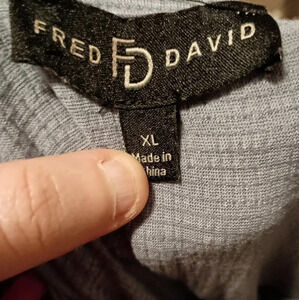 FRED FD DAVID
XL
Made in
China